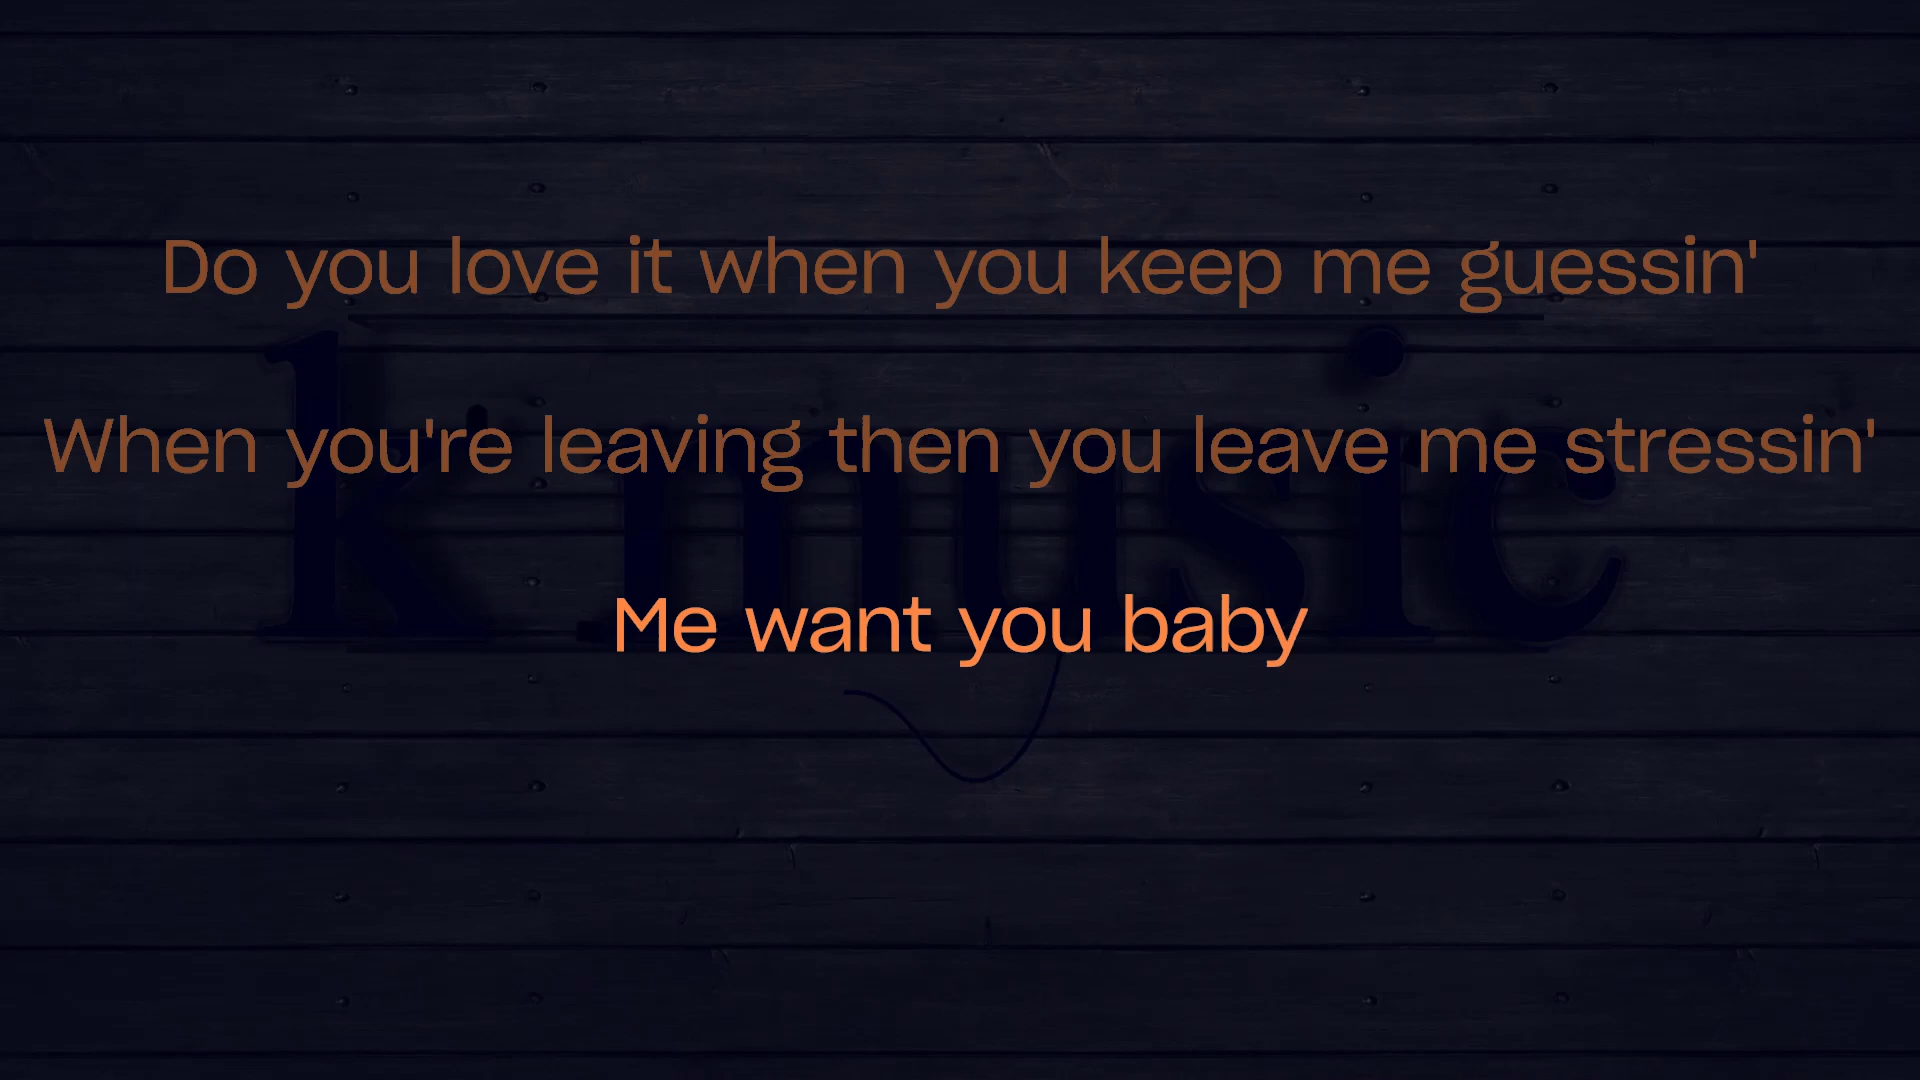 Do you love it when you keep me guessin'
When you're leaving then you leave me stressin'
Me want you baby
k music